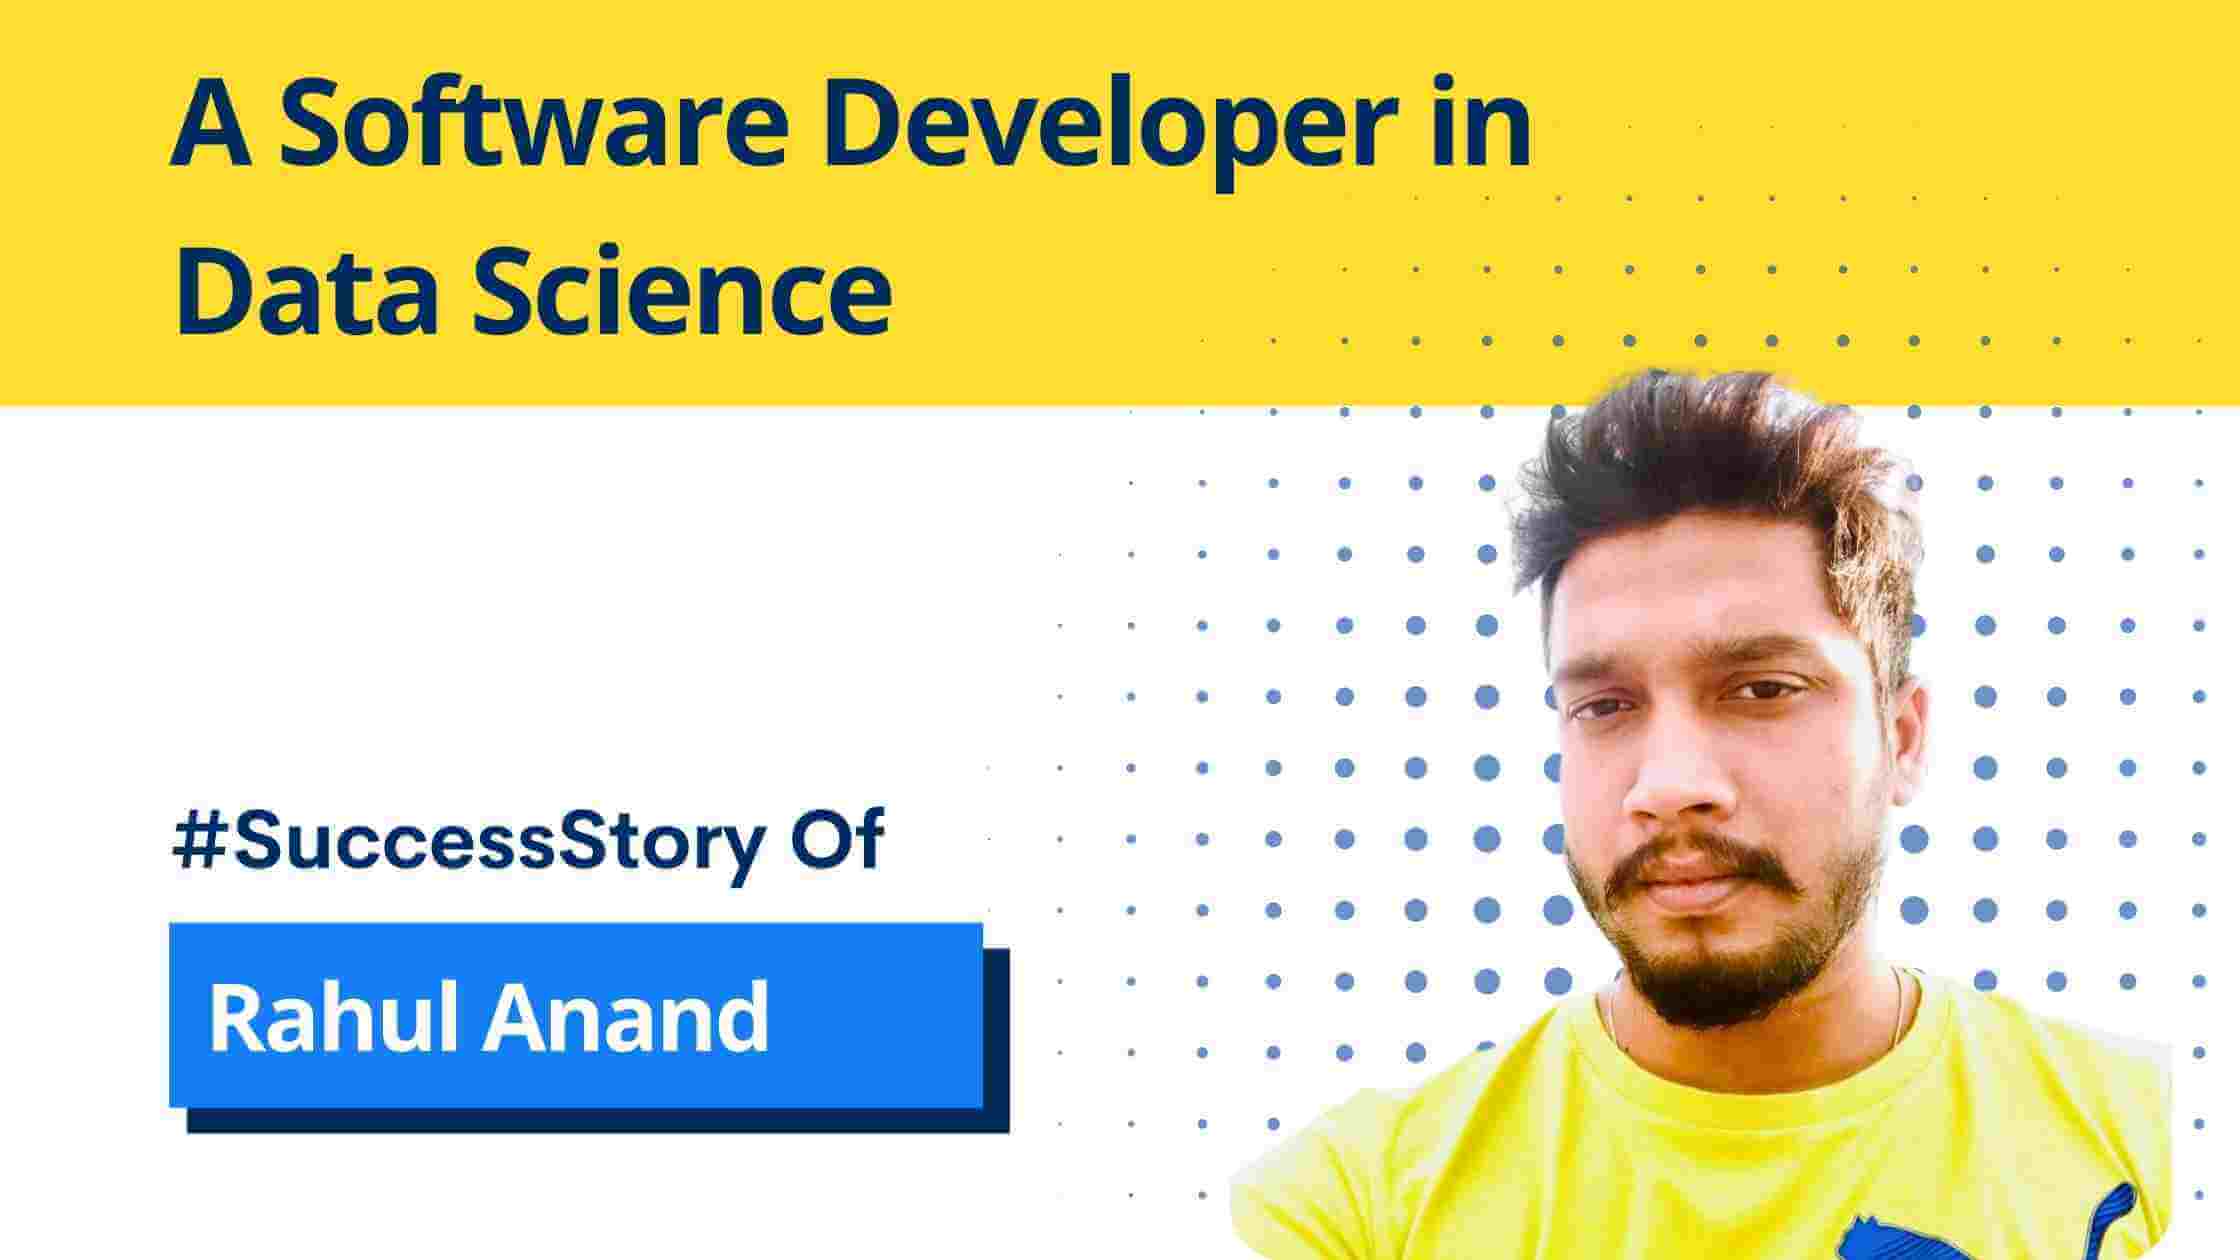 A Software Developer in
Data Science
#SuccessStory Of
Rahul Anand